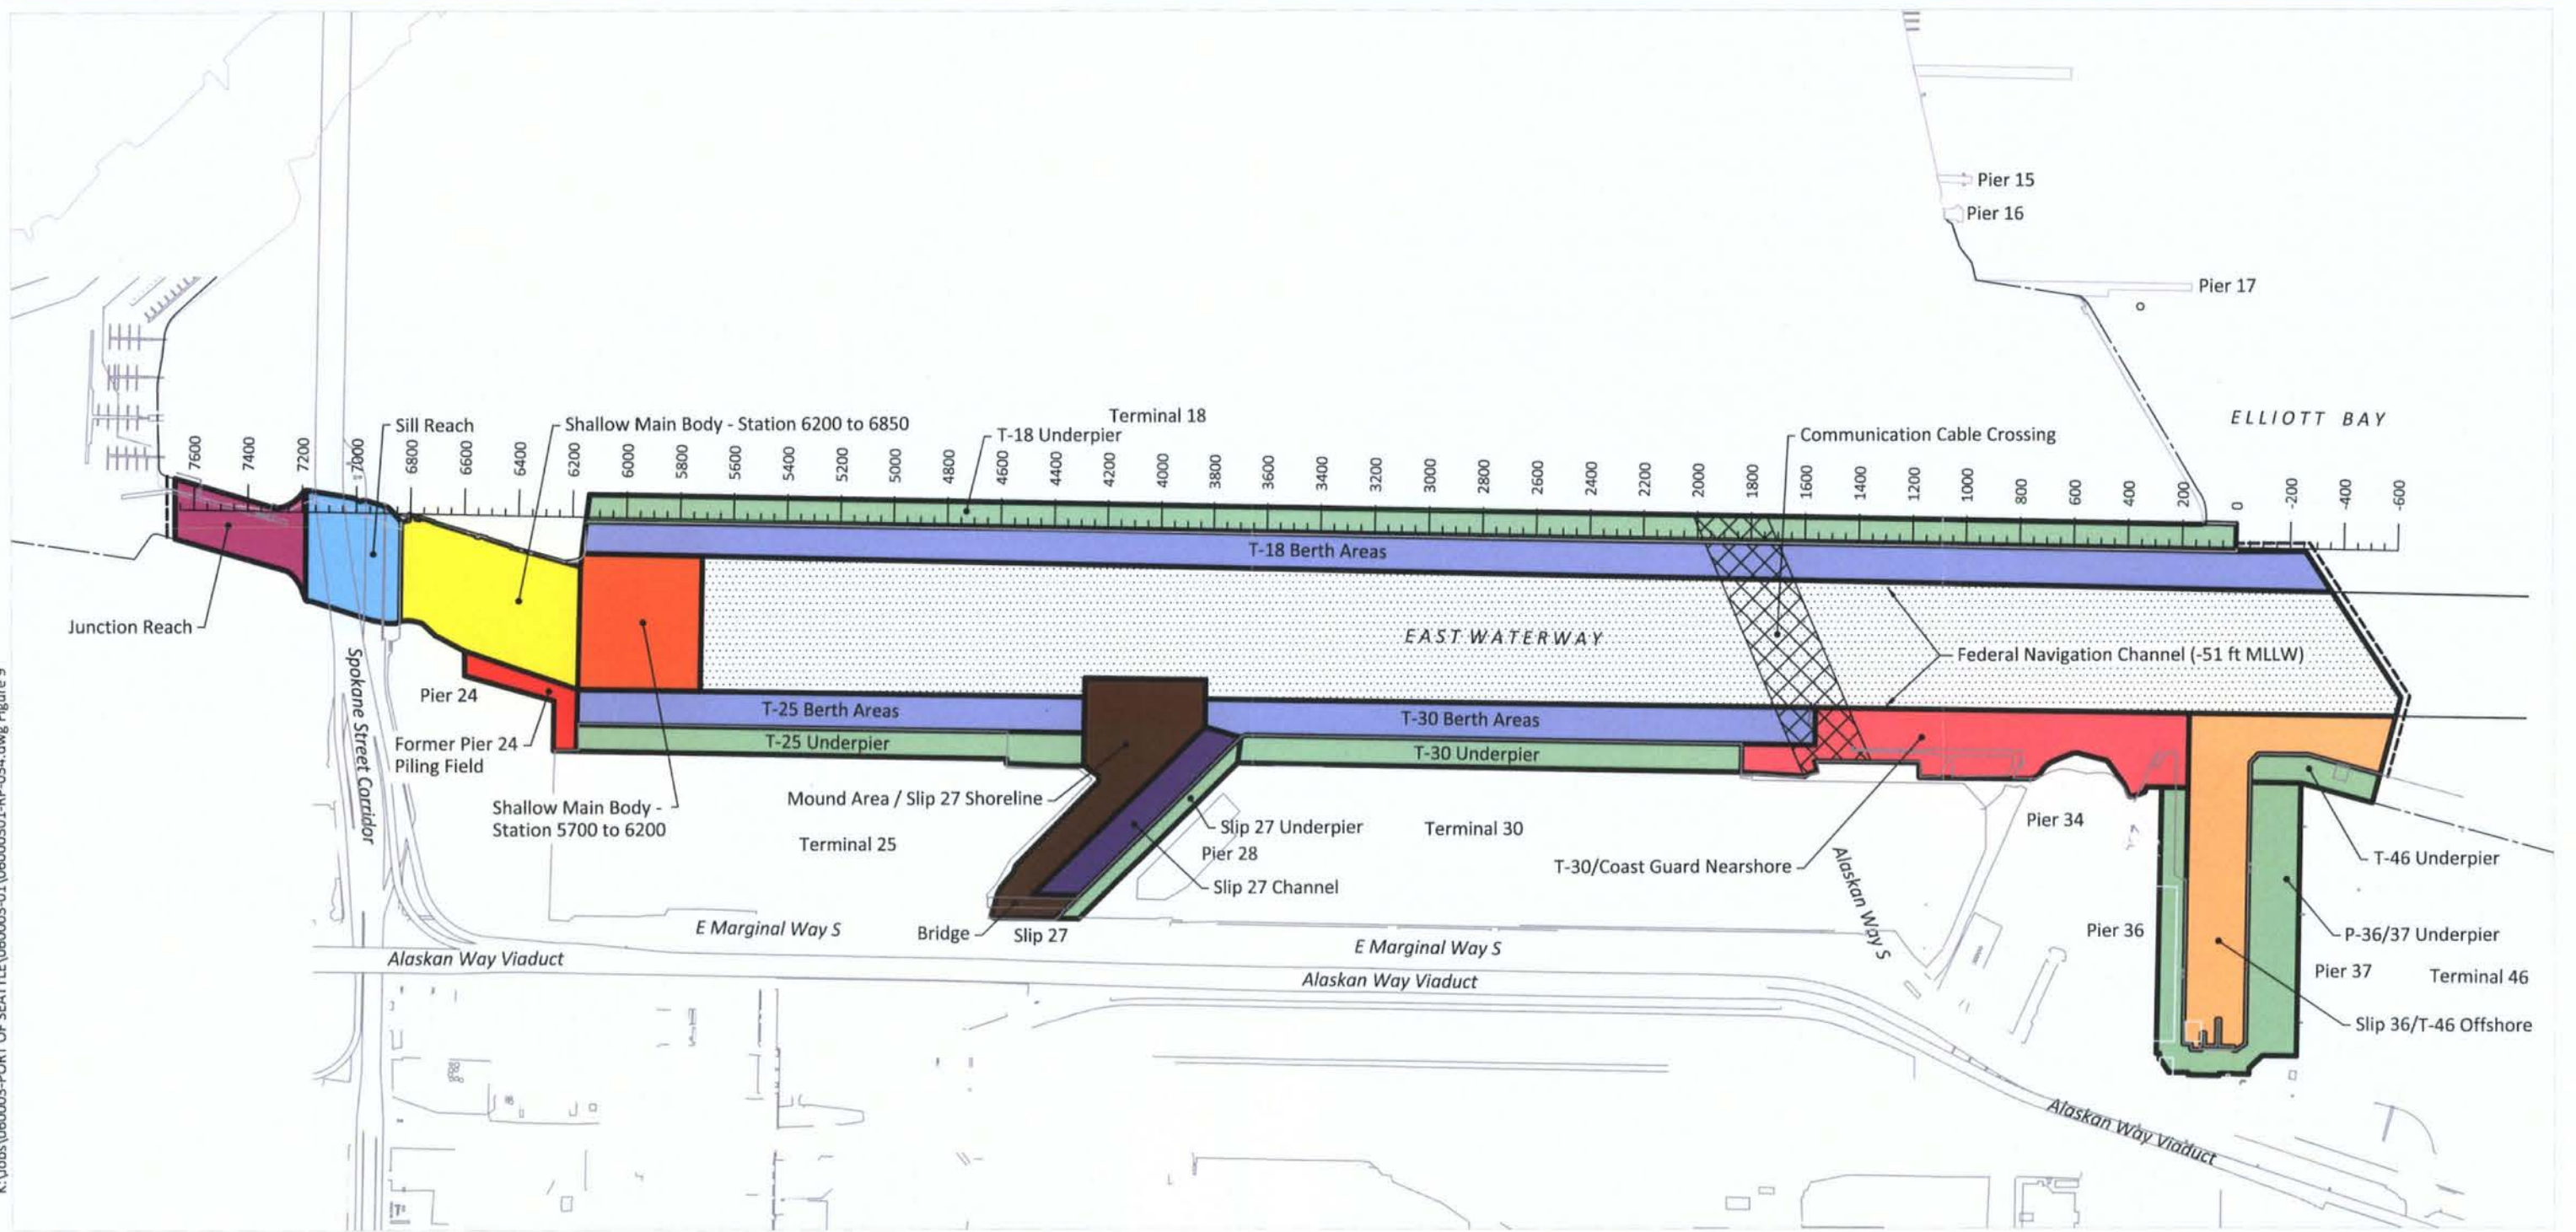 Pier 15
Pier 16
Pier 17
ELLIOTT BAY
Terminal 18
Sill Reach
Shallow Main Body - Station 6200 to 6850
T-18 Underpier
Communication Cable Crossing
7600
7400
7200
7000
6800
6600
6400
6200
6000
5800
5600
5400
5200
5000
4800
4600
4400
4200
4000
3800
3600
3400
3200
3000
2800
2600
2400
2200
2000
1800
1600
1400
1200
1000
800
600
400
200
0
-200
-400
-600
T-18 Berth Areas
Junction Reach
EAST WATERWAY
Federal Navigation Channel (-51 ft MLLW)
Spokane Street Corridor
Pier 24
T-25 Berth Areas
T-30 Berth Areas
Former Pier 24
Piling Field
T-25 Underpier
T-30 Underpier
Shallow Main Body -
Station 5700 to 6200
Mound Area / Slip 27 Shoreline
Terminal 25
Slip 27 Underpier
Pier 28
Slip 27 Channel
Terminal 30
T-30/Coast Guard Nearshore
Alaskan Way S
Pier 34
T-46 Underpier
Pier 36
P-36/37 Underpier
Pier 37
Terminal 46
Slip 36/T-46 Offshore
E Marginal Way S
Bridge
Slip 27
E Marginal Way S
Alaskan Way Viaduct
Alaskan Way Viaduct
Alaskan Way Viaduct